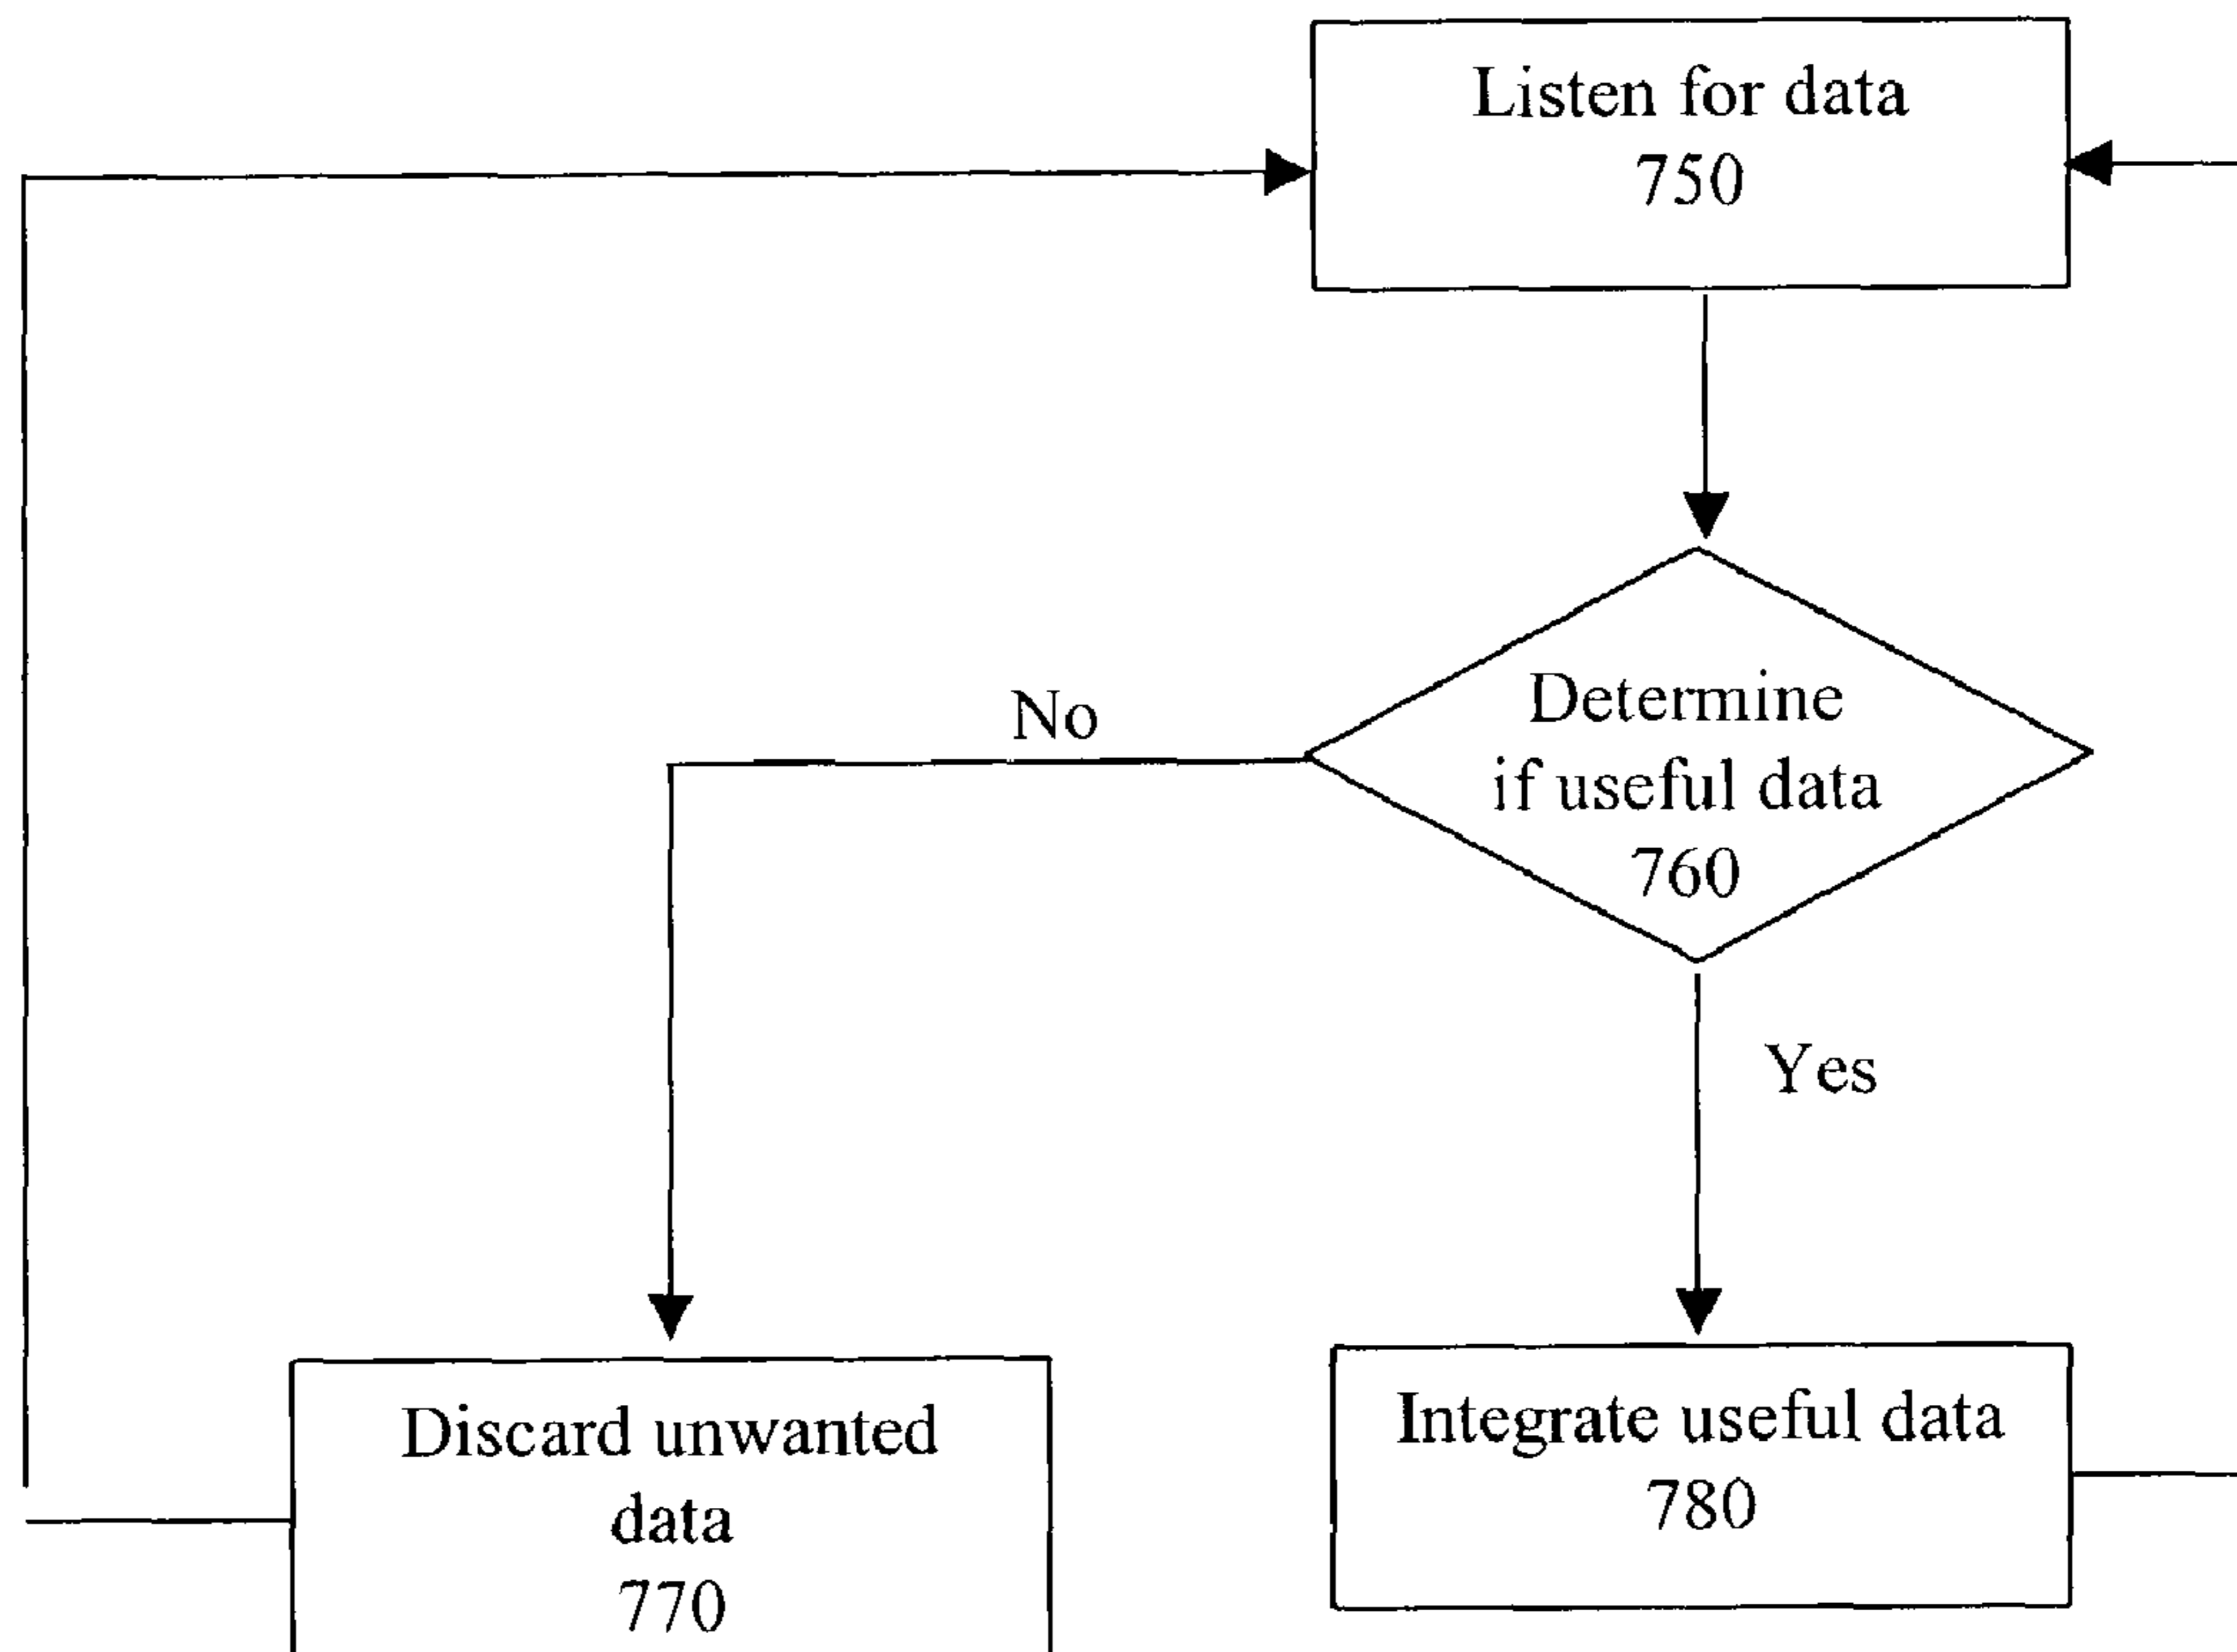 Listen for data
750
No
Determine
if useful data
760
Yes
Discard unwanted
data
770
Integrate useful data
780